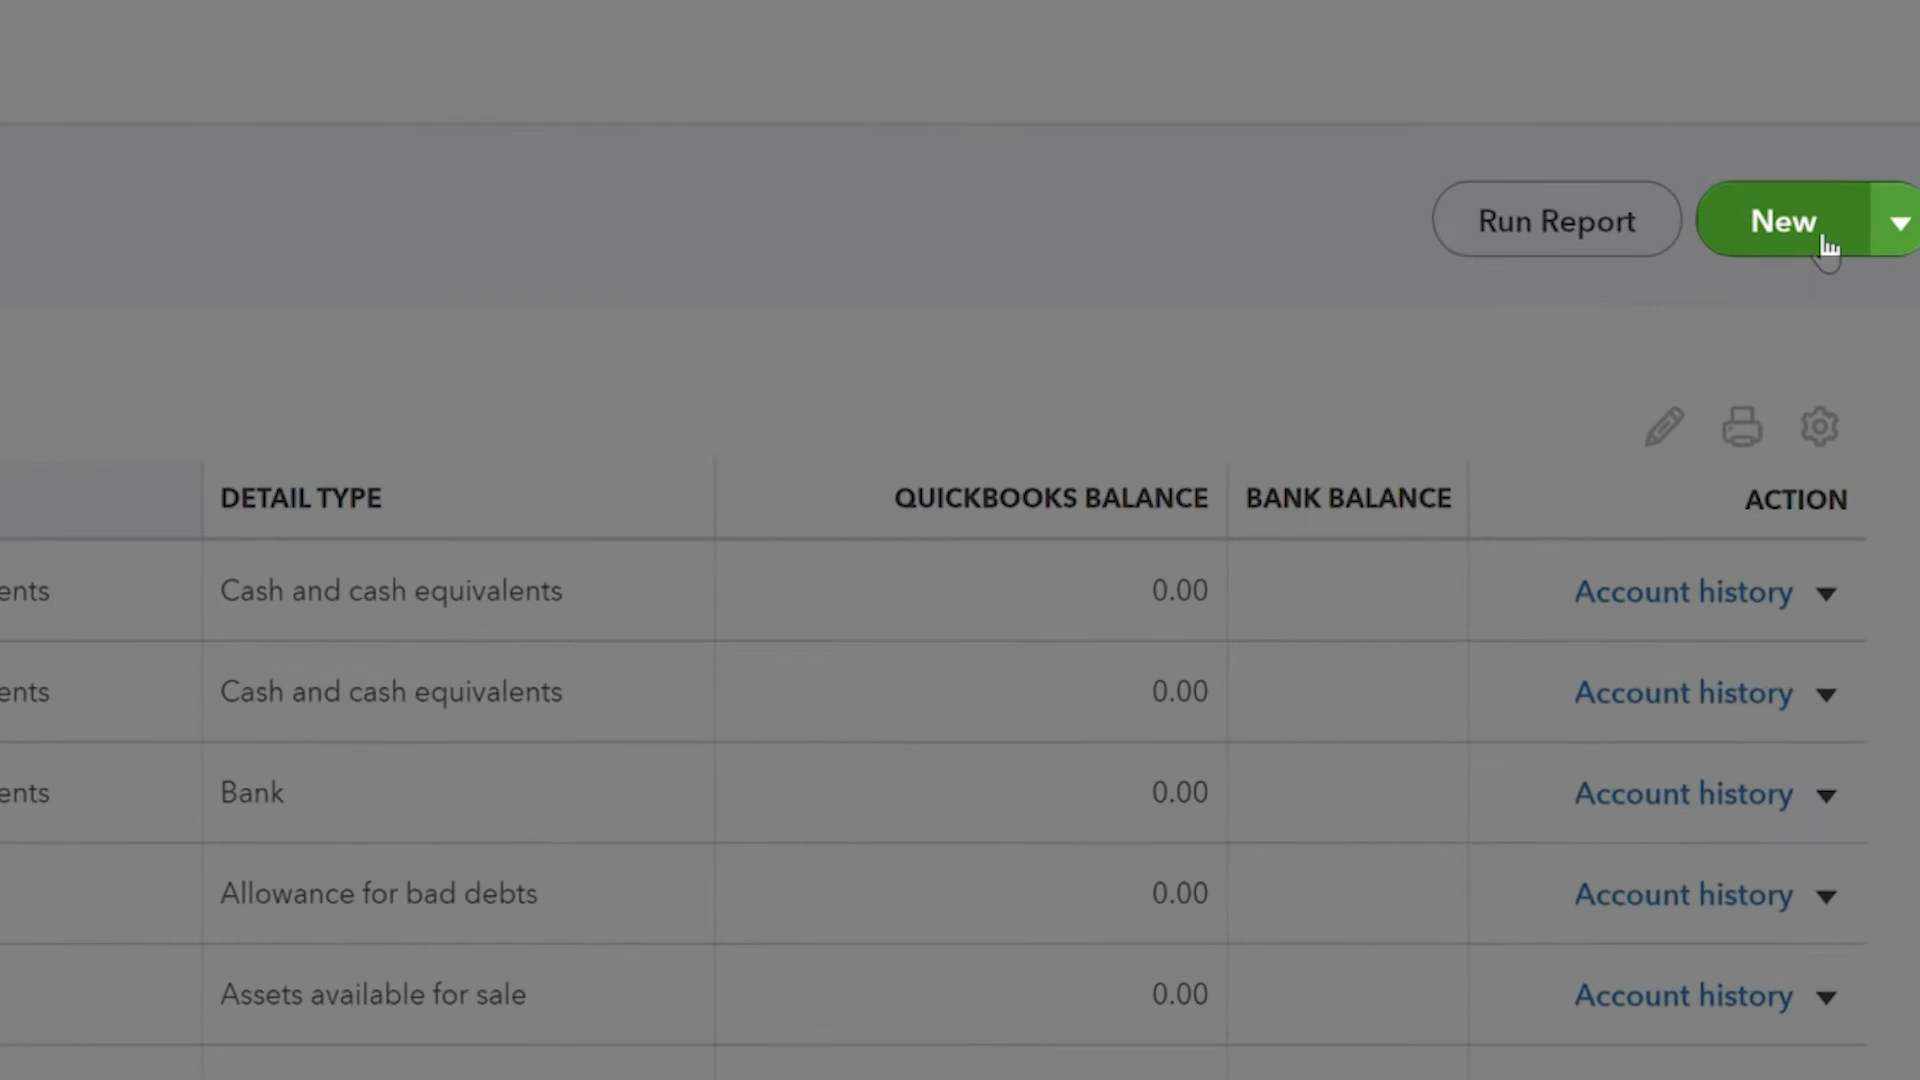 Run Report New
DETAIL TYPE QUICKBOOKS BALANCE BANK BALANCE ACTION
ents Cash and cash equivalents 0.00 Account history
ents Cash and cash equivalents 0.00 Account history
ents Bank 0.00 Account history
Allowance for bad debts 0.00 Account history
Assets available for sale 0.00 Account history